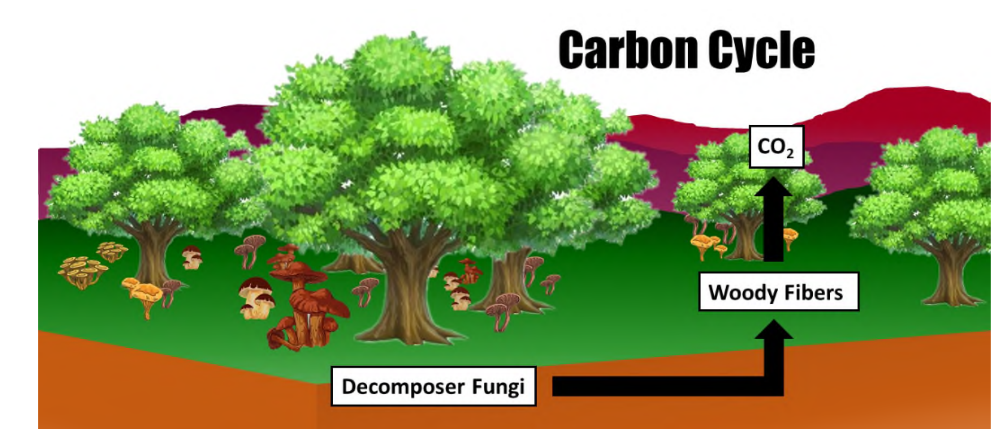 Carbon Cycle
CO₂
Woody Fibers
Decomposer Fungi